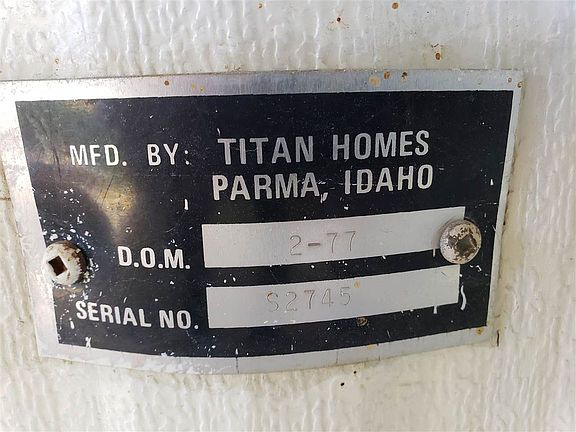 MFD. BY: TITAN HOMES
PARMA, IDAHO
D.O.M. 2-77
SERIAL NO. S2745